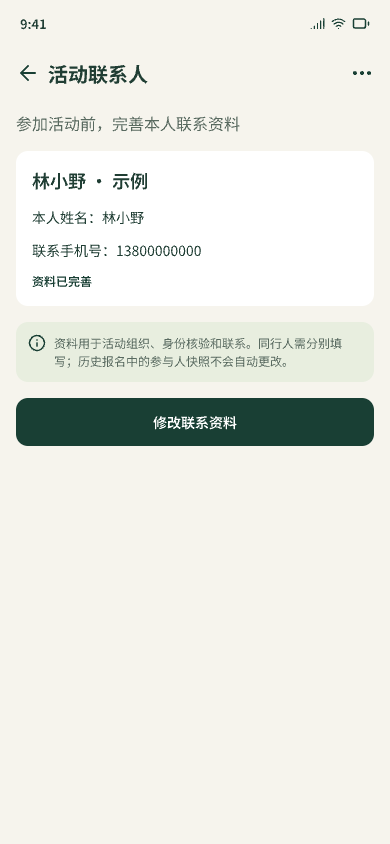 9:41
活动联系人
参加活动前，完善本人联系资料
林小野 · 示例
本人姓名：林小野
联系手机号：13800000000
资料已完善
资料用于活动组织、身份核验和联系。同行人需分别填
写；历史报名中的参与人快照不会自动更改。
修改联系资料